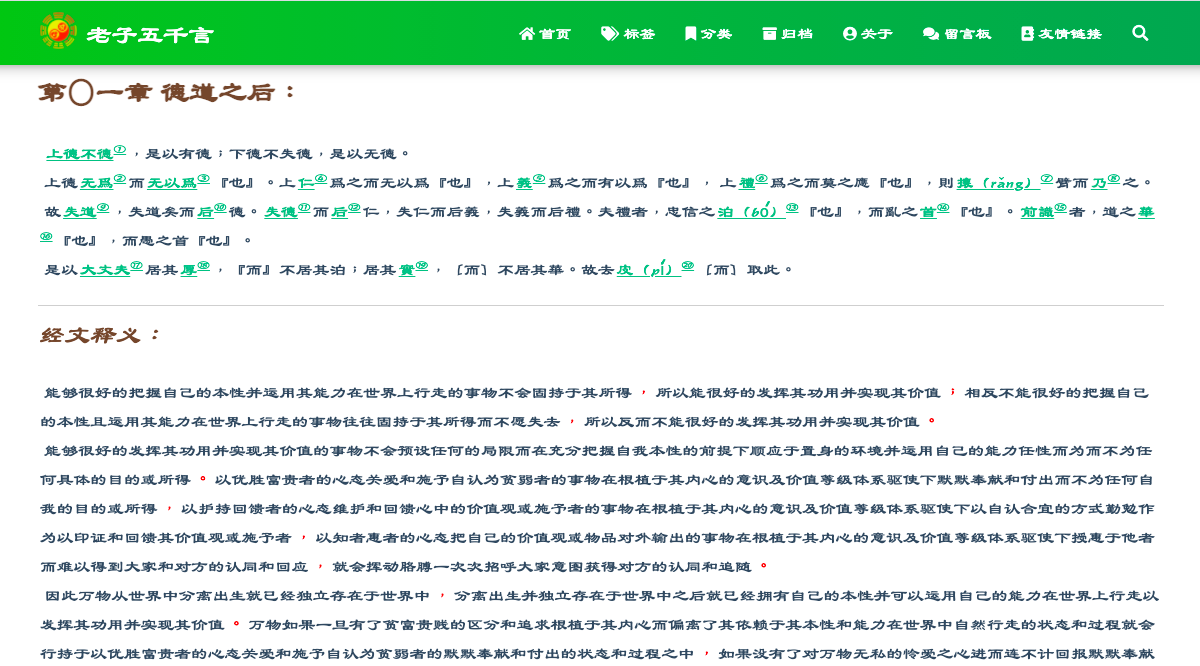 老子五千言 首页 标签 分类 归档 关于 留言板 友情链接
第〇一章 德道之后：
上德不德①，是以有德；下德不失德，是以无德。
上德无爲②而无以爲③『也』。上仁④爲之而无以爲『也』，上義⑤爲之而有以爲『也』，上禮⑥爲之而莫之應『也』，則攘（rǎng）⑦臂而乃⑧之。
故失道⑨，失道矣而后⑩德。失德⑪而后⑫仁，失仁而后義，失義而后禮。夫禮者，忠信之泊（bó）⑬『也』，而亂之首⑭『也』。前識⑮者，道之華
⑯『也』，而愚之首『也』。
是以大丈夫⑰居其厚⑱，『而』不居其泊；居其實⑲，〔而〕不居其華。故去皮（pí）⑳〔而〕取此。
经文释义：
能够很好的把握自己的本性并运用其能力在世界上行走的事物不会固持于其所得，所以能很好的发挥其功用并实现其价值；相反不能很好的把握自己
的本性且运用其能力在世界上行走的事物往往固持于其所得而不愿失去，所以反而不能很好的发挥其功用并实现其价值。
能够很好的发挥其功用并实现其价值的事物不会预设任何的局限而在充分把握自我本性的前提下顺应于置身的环境并运用自己的能力任性而为而不为任
何具体的目的或所得。以优胜富贵者的心态关爱和施予自认为贫弱者的事物在根植于其内心的意识及价值等级体系驱使下默默奉献和付出而不为任何自
我的目的或所得，以护持回馈者的心态维护和回馈心中的价值观或施予者的事物在根植于其内心的意识及价值等级体系驱使下以自认合宜的方式勤勉作
为以印证和回馈其价值观或施予者，以知者惠者的心态把自己的价值观或物品对外输出的事物在根植于其内心的意识及价值等级体系驱使下授惠于他者
而难以得到大家和对方的认同和回应，就会挥动胳膊一次次招呼大家意图获得对方的认同和追随。
因此万物从世界中分离出生就已经独立存在于世界中，分离出生并独立存在于世界中之后就已经拥有自己的本性并可以运用自己的能力在世界上行走以
发挥其功用并实现其价值。万物如果一旦有了贫富贵贱的区分和追求根植于其内心而偏离了其依赖于其本性和能力在世界中自然行走的状态和过程就会
行持于以优胜富贵者的心态关爱和施予自认为贫弱者的默默奉献和付出的状态和过程之中，如果没有了对万物无私的怜爱之心进而连不计回报默默奉献